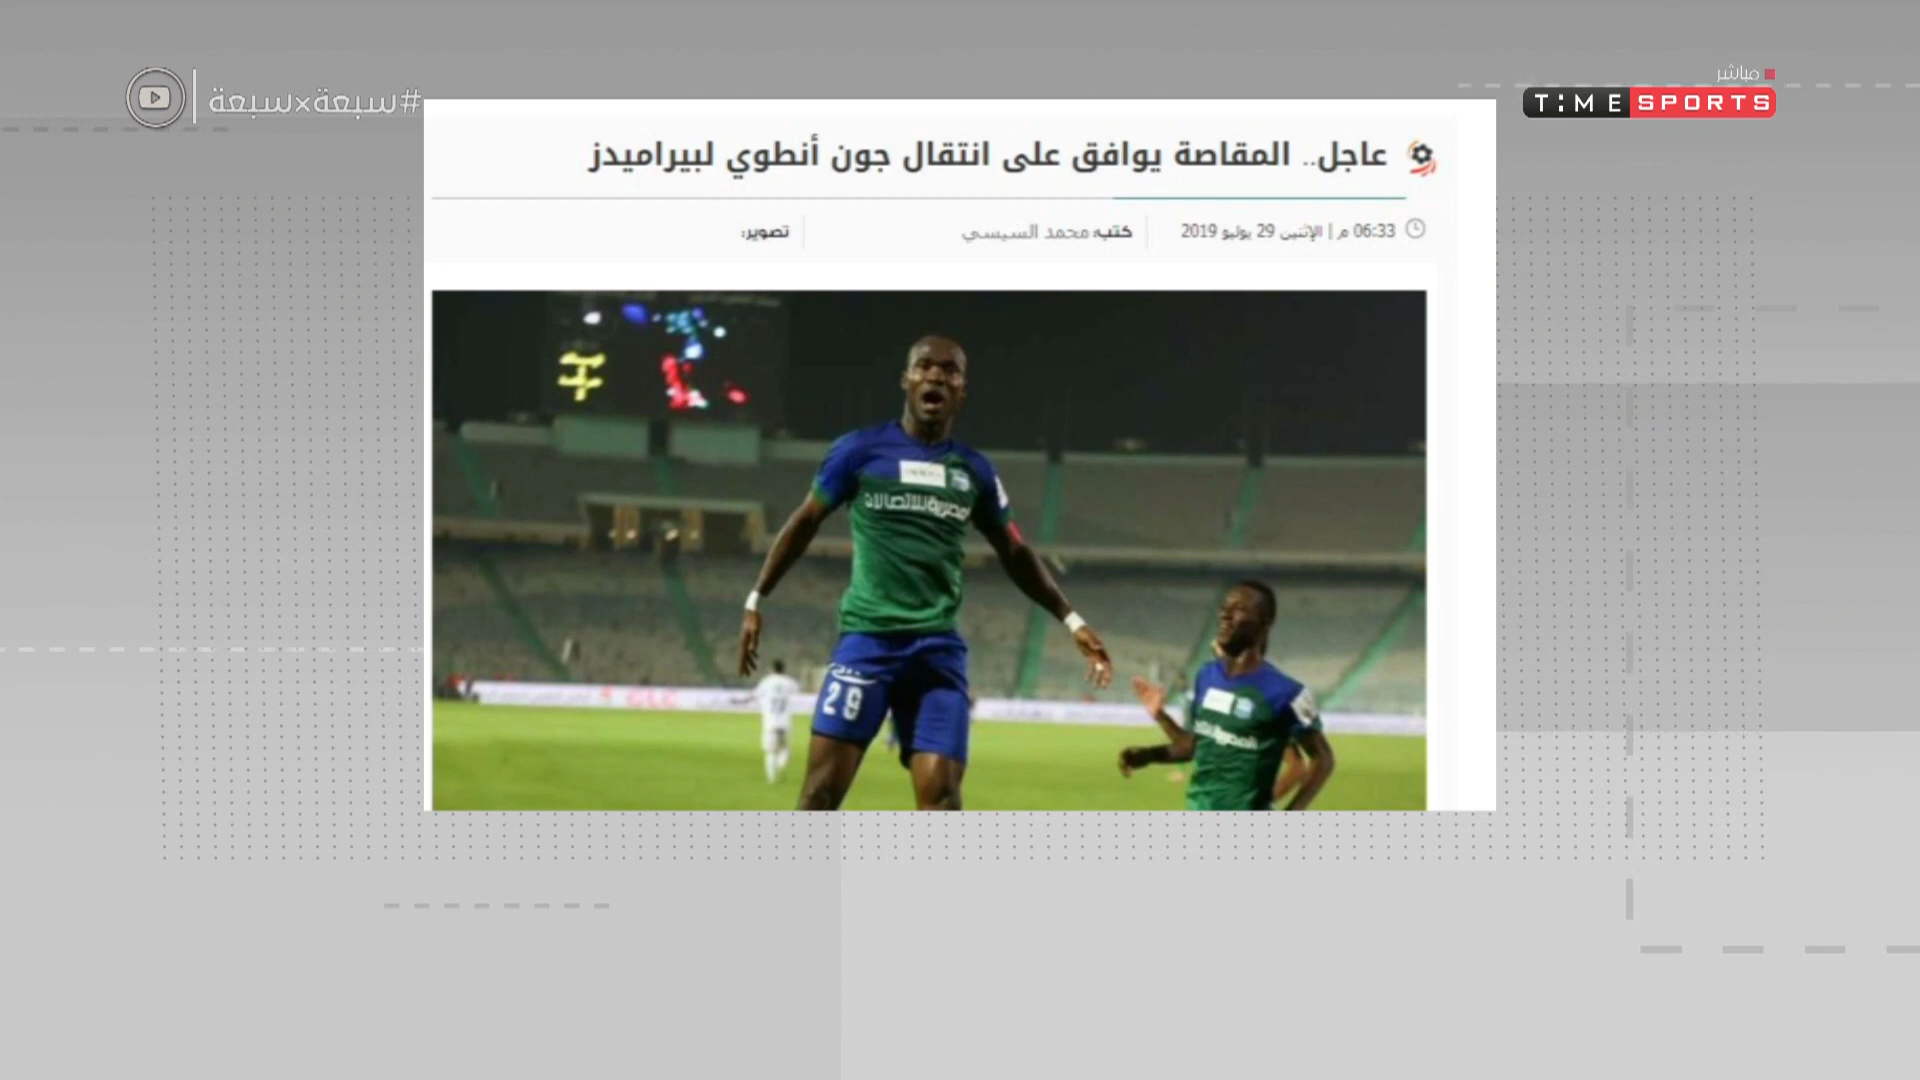 #سبعة×سبعة
مباشر
TIME SPORTS
عاجل.. المقاصة يوافق على انتقال جون أنطوي لبيراميدز
06:33 م | الإثنين 29 يوليو 2019
كتب: محمد السيسي
تصوير:
المصرية للاتصالات
28